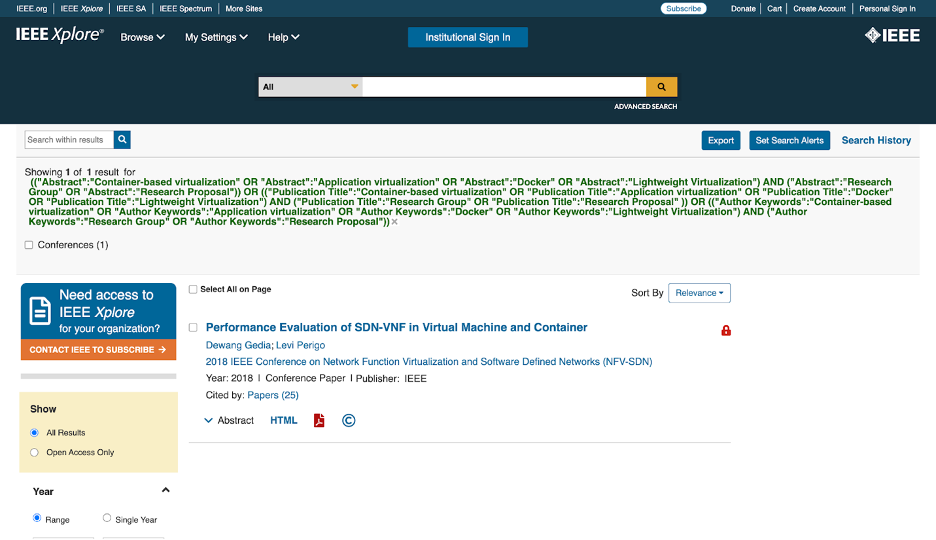 IEEE.org IEEE Xplore IEEE SA IEEE Spectrum More Sites Subscribe Donate Cart Create Account Personal Sign In
IEEE Xplore® Browse My Settings Help Institutional Sign In IEEE
All
ADVANCED SEARCH
Search within results Export Set Search Alerts Search History
Showing 1 of 1 result for
(("Abstract":"Container-based virtualization" OR "Abstract":"Application virtualization" OR "Abstract":"Docker" OR "Abstract":"Lightweight Virtualization") AND ("Abstract":"Research
Group" OR "Abstract":"Research Proposal")) OR (("Publication Title":"Container-based virtualization" OR "Publication Title":"Application virtualization" OR "Publication Title":"Docker"
OR "Publication Title":"Lightweight Virtualization") AND ("Publication Title":"Research Group" OR "Publication Title":"Research Proposal" )) OR (("Author Keywords":"Container-based
virtualization" OR "Author Keywords":"Application virtualization" OR "Author Keywords":"Docker" OR "Author Keywords":"Lightweight Virtualization") AND ("Author
Keywords":"Research Group" OR "Author Keywords":"Research Proposal"))×
Conferences (1)
Need access to
IEEE Xplore
for your organization?
CONTACT IEEE TO SUBSCRIBE →
Select All on Page Sort By Relevance
Performance Evaluation of SDN-VNF in Virtual Machine and Container
Dewang Gedia; Levi Perigo
2018 IEEE Conference on Network Function Virtualization and Software Defined Networks (NFV-SDN)
Year: 2018 | Conference Paper | Publisher: IEEE
Cited by: Papers (25)
Abstract HTML ©
Show
All Results
Open Access Only
Year
Range Single Year